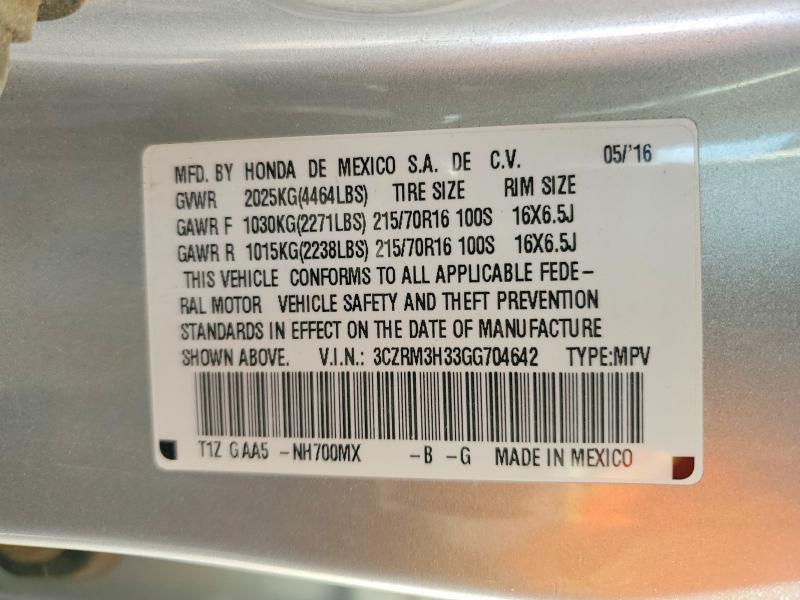 MFD. BY HONDA DE MEXICO S.A. DE C.V. 05/'16
GVWR 2025KG(4464LBS) TIRE SIZE RIM SIZE
GAWR F 1030KG(2271LBS) 215/70R16 100S 16X6.5J
GAWR R 1015KG(2238LBS) 215/70R16 100S 16X6.5J
THIS VEHICLE CONFORMS TO ALL APPLICABLE FEDE-
RAL MOTOR VEHICLE SAFETY AND THEFT PREVENTION
STANDARDS IN EFFECT ON THE DATE OF MANUFACTURE
SHOWN ABOVE. V.I.N.: 3CZRM3H33GG704642 TYPE:MPV
T1Z GAA5 -NH700MX -B -G MADE IN MEXICO